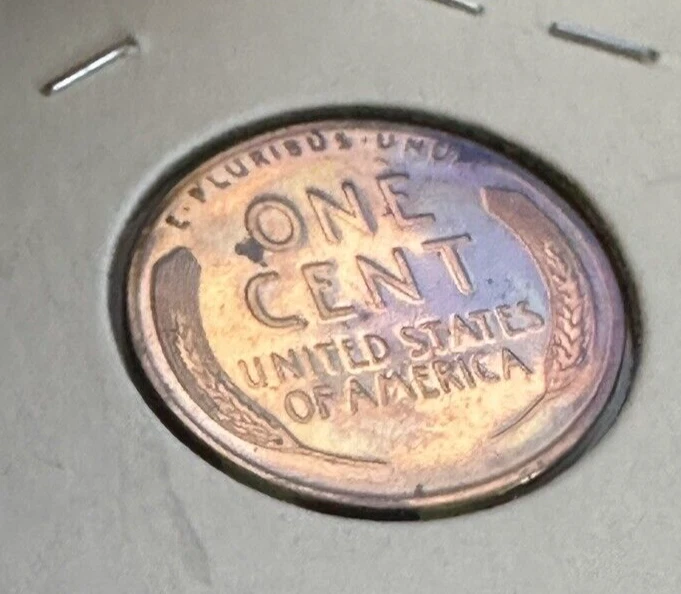 E·PLURIBUS·UNUM
ONE
CENT
UNITED STATES
OF AMERICA